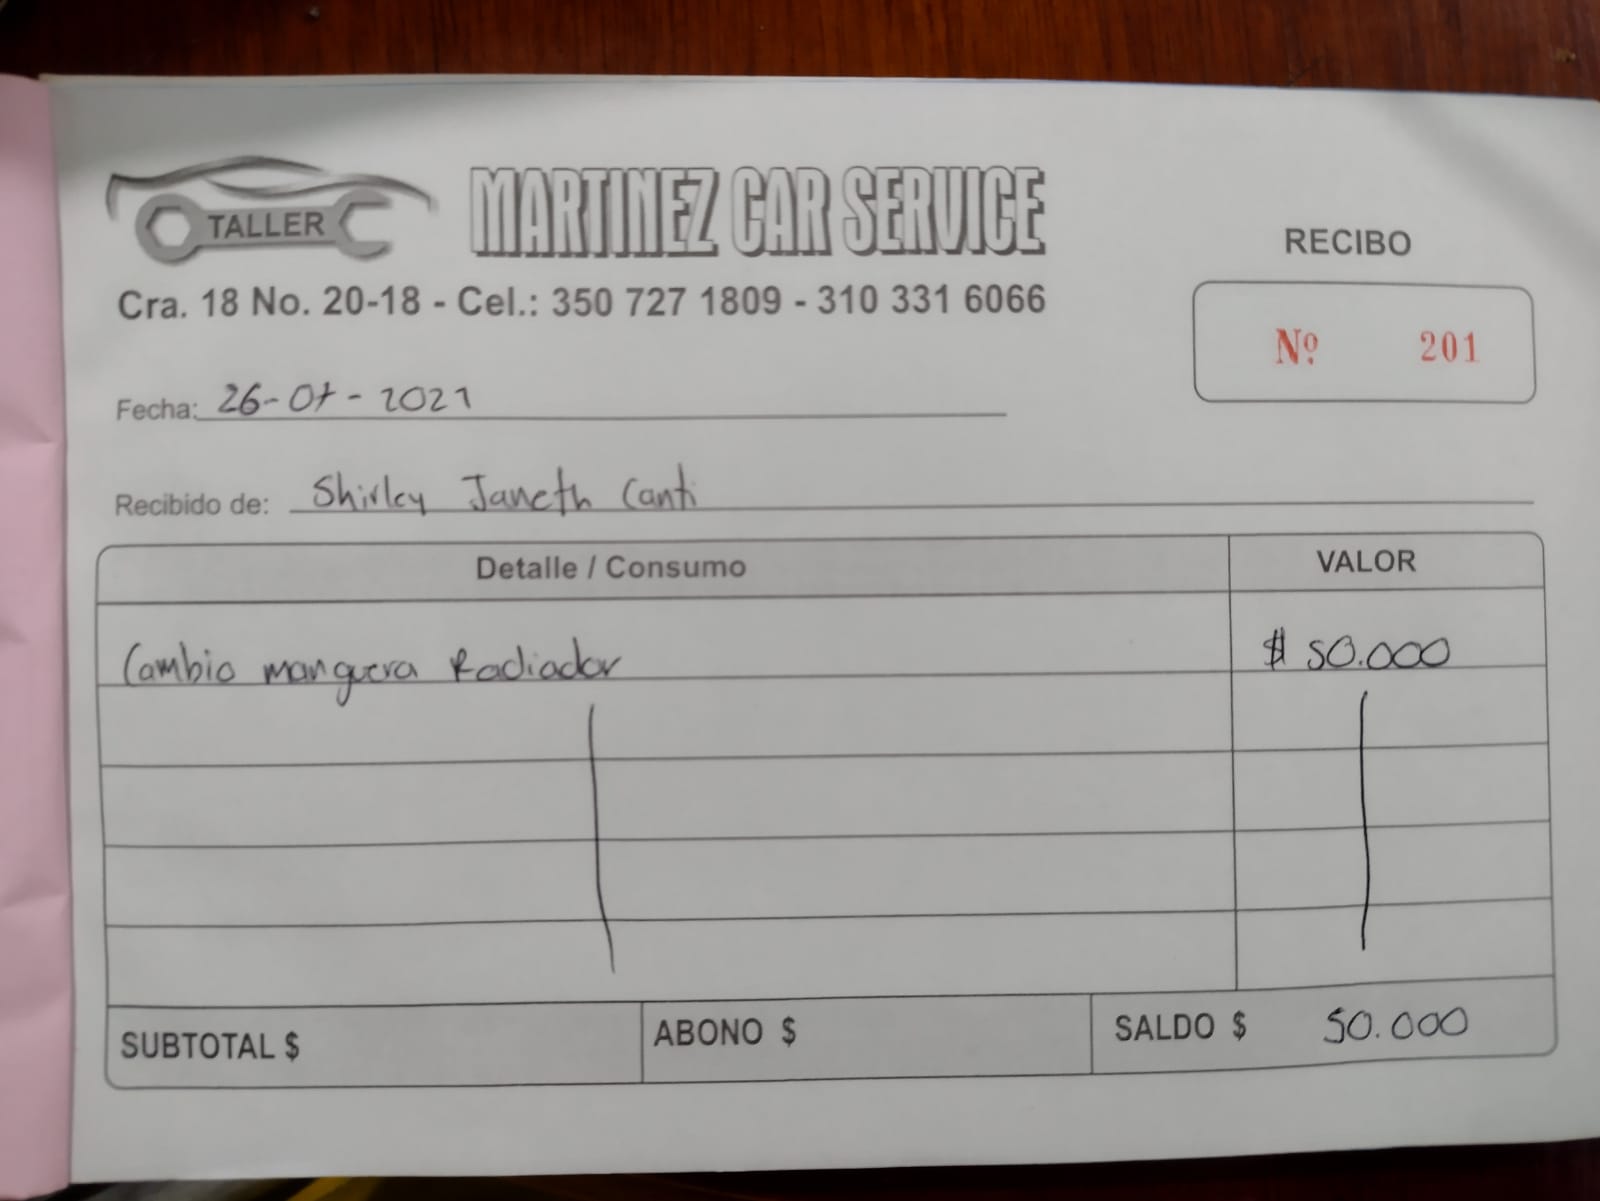 TALLER
MARTINEZ CAR SERVICE
Cra. 18 No. 20-18 - Cel.: 350 727 1809 - 310 331 6066
RECIBO
Nº 201
Fecha: 26-07-2021
Recibido de: Shirley Janeth Canti
Detalle / Consumo VALOR
Cambio manguera Radiador $ 50.000
SUBTOTAL $ ABONO $ SALDO $ 50.000